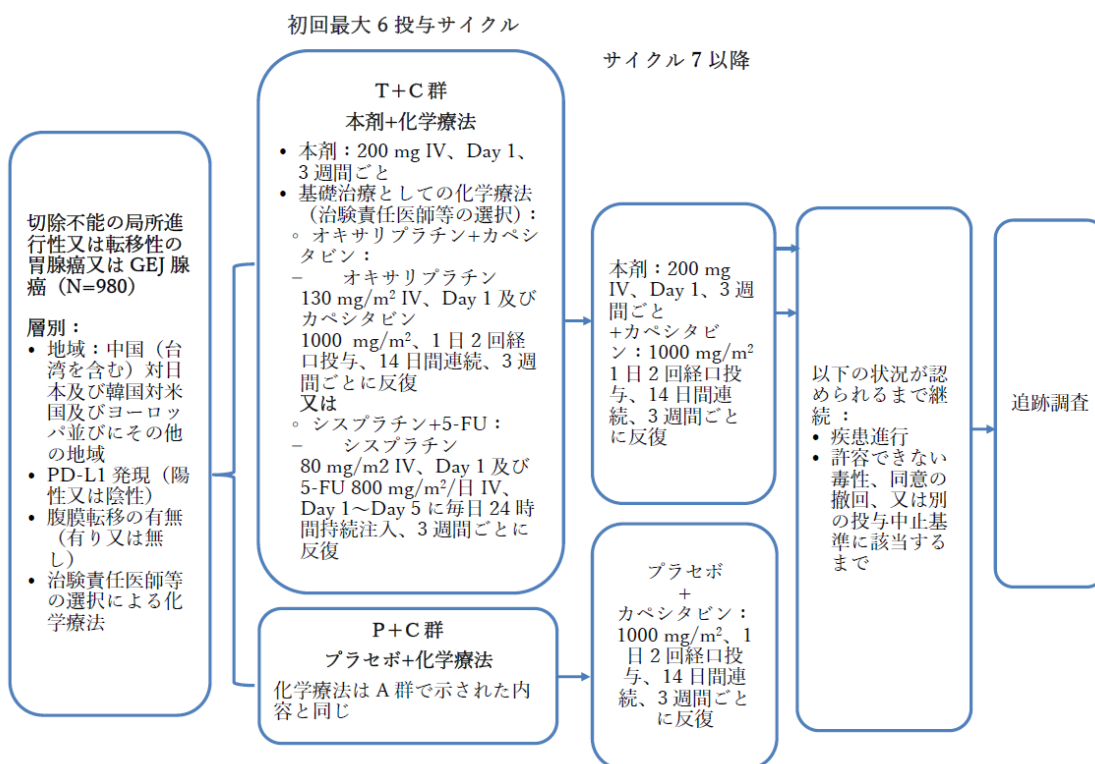 初回最大 6 投与サイクル
サイクル 7 以降
切除不能の局所進
行性又は転移性の
胃腺癌又は GEJ 腺
癌（N=980）
層別：
• 地域：中国（台
湾を含む）対日
本及び韓国対米
国及びヨーロッ
パ並びにその他
の地域
• PD-L1 発現（陽
性又は陰性）
• 腹膜転移の有無
（有り又は無
し）
• 治験責任医師等
の選択による化
学療法
T+C 群
本剤+化学療法
• 本剤：200 mg IV、Day 1、
3 週間ごと
• 基礎治療としての化学療法
（治験責任医師等の選択）：
◦ オキサリプラチン+カペシ
タビン：
– オキサリプラチン
130 mg/m² IV、Day 1 及び
カペシタビン
1000 mg/m²、1 日 2 回経
口投与、14 日間連続、3 週
間ごとに反復
又は
◦ シスプラチン+5-FU：
– シスプラチン
80 mg/m2 IV、Day 1 及び
5-FU 800 mg/m²/日 IV、
Day 1～Day 5 に毎日 24 時
間持続注入、3 週間ごとに
反復
P+C 群
プラセボ+化学療法
化学療法は A 群で示された内
容と同じ
本剤：200 mg
IV、Day 1、3 週
間ごと
+カペシタビ
ン：1000 mg/m²
1 日 2 回経口投
与、14 日間連
続、3 週間ごと
に反復
プラセボ
+
カペシタビン：
1000 mg/m²、1
日 2 回経口投
与、14 日間連
続、3 週間ごと
に反復
以下の状況が認
められるまで継
続：
• 疾患進行
• 許容できない
毒性、同意の
撤回、又は別
の投与中止基
準に該当する
まで
追跡調査